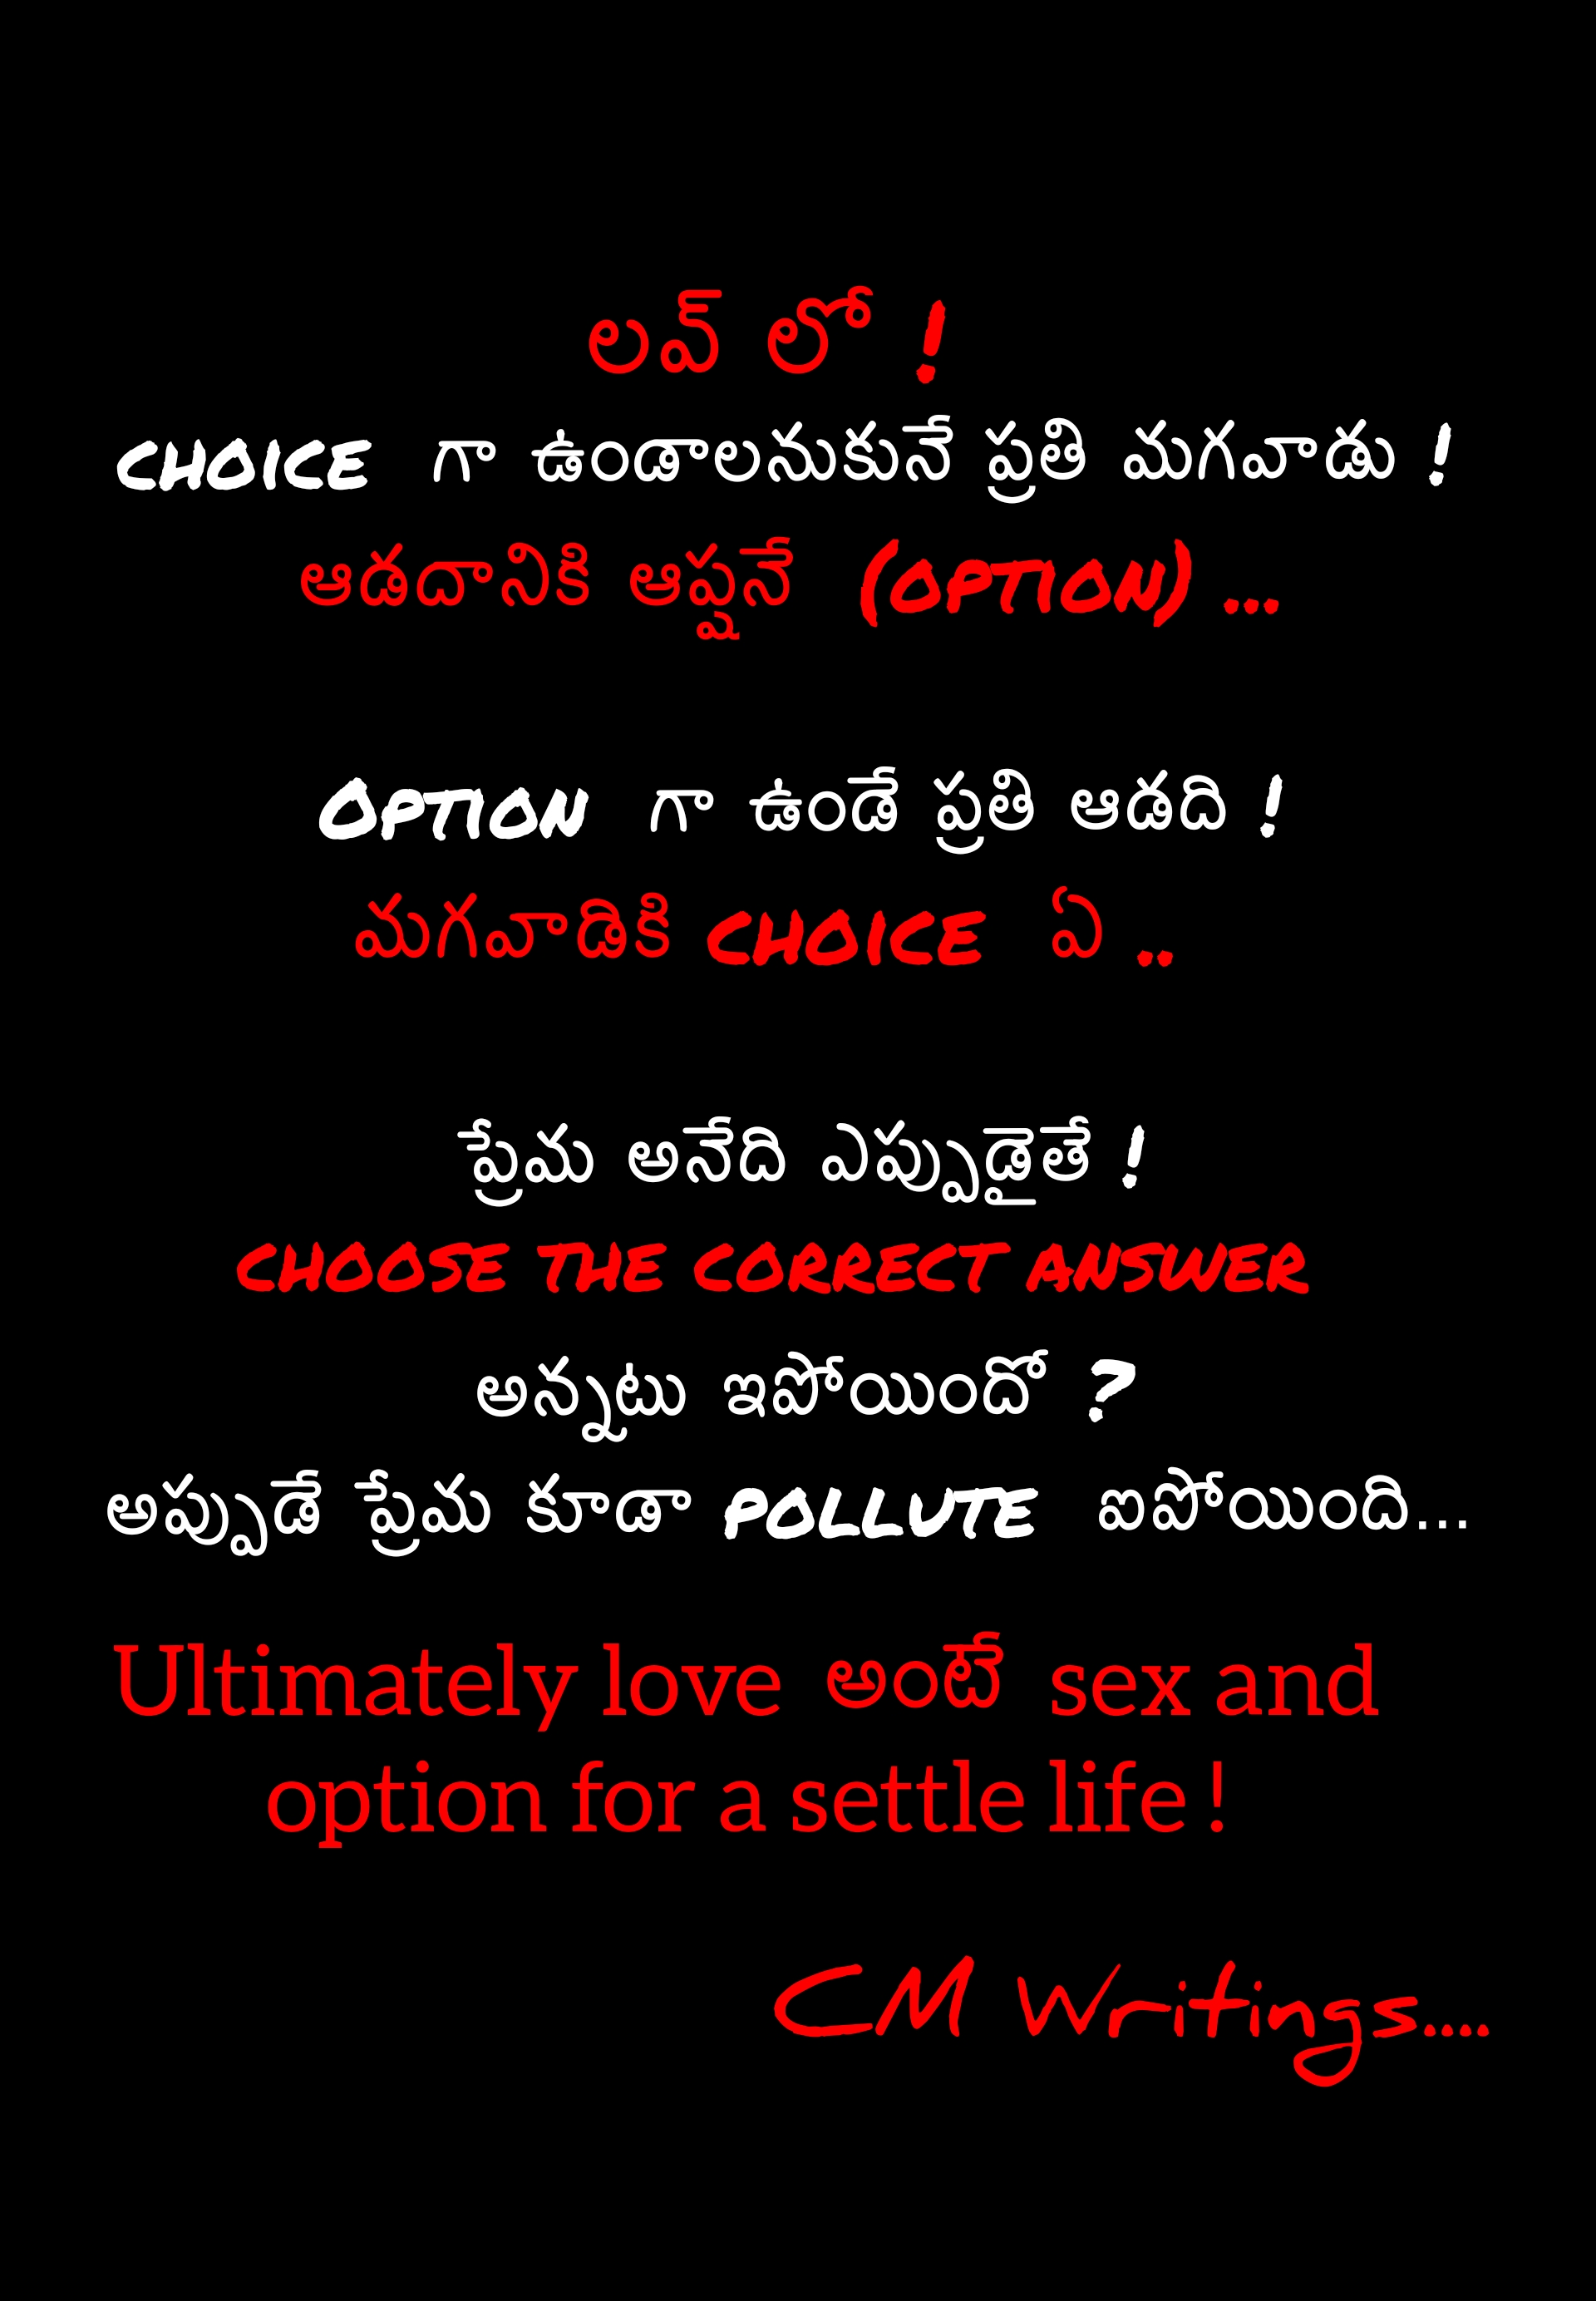 లవ్ లో !
CHOICE గా ఉండాలనుకునే ప్రతి మగవాడు !
ఆడదానికి ఆప్షనే (OPTION) ...
OPTION గా ఉండే ప్రతి ఆడది !
మగవాడికి CHOICE ఏ ..
ప్రేమ అనేది ఎప్పుడైతే !
CHOOSE THE CORRECT ANSWER
అన్నటు ఇపోయిందో ?
అప్పుడే ప్రేమ కూడా POLLUTE ఐపోయింది...
Ultimately love అంటే sex and
option for a settle life !
CM Writings....